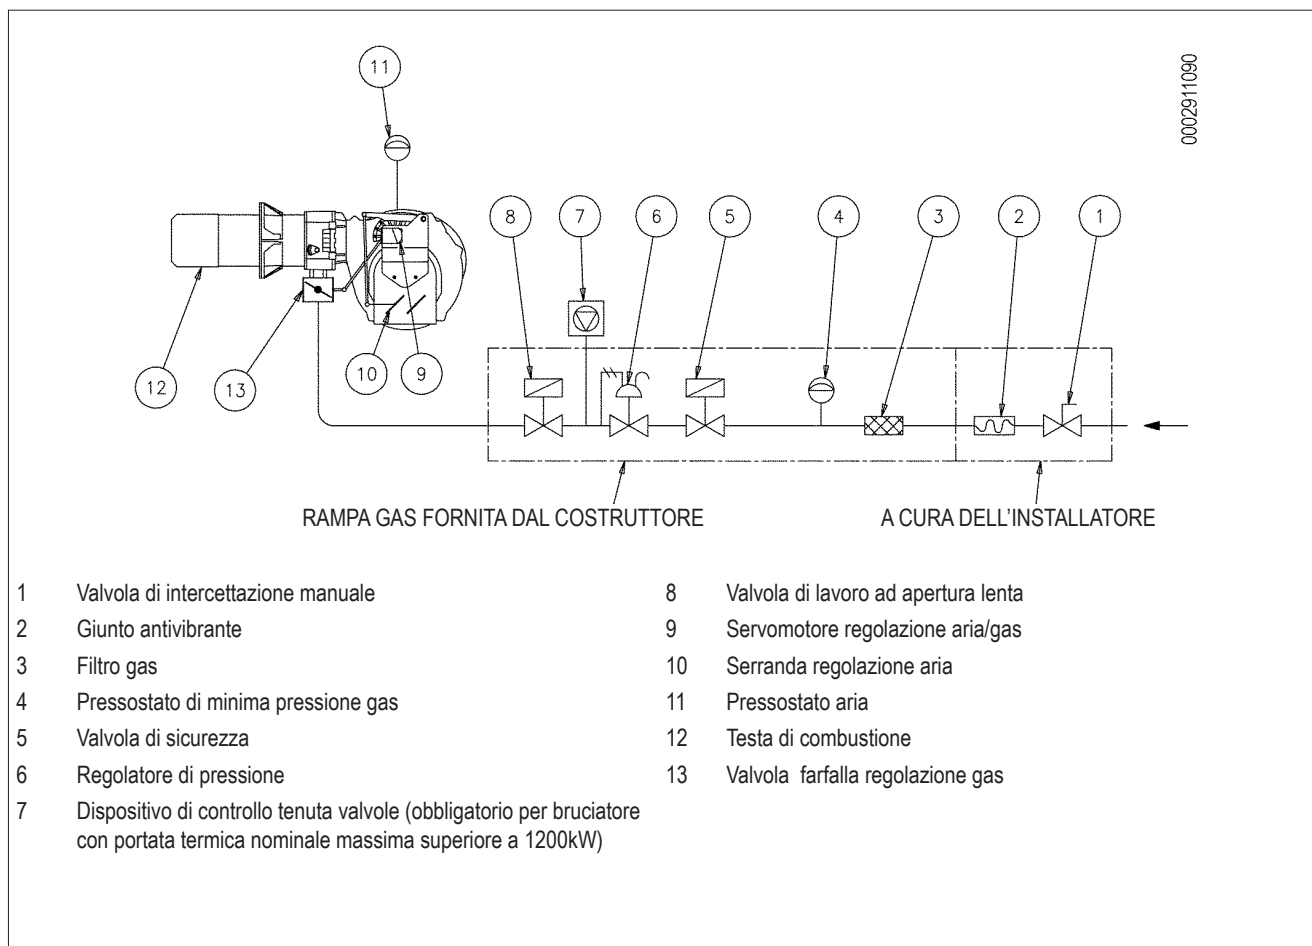 11
0002911090
8
7
6
5
4
3
2
1
12
13
10
9
RAMPA GAS FORNITA DAL COSTRUTTORE
A CURA DELL'INSTALLATORE
1 Valvola di intercettazione manuale
2 Giunto antivibrante
3 Filtro gas
4 Pressostato di minima pressione gas
5 Valvola di sicurezza
6 Regolatore di pressione
7 Dispositivo di controllo tenuta valvole (obbligatorio per bruciatore
con portata termica nominale massima superiore a 1200kW)
8 Valvola di lavoro ad apertura lenta
9 Servomotore regolazione aria/gas
10 Serranda regolazione aria
11 Pressostato aria
12 Testa di combustione
13 Valvola farfalla regolazione gas